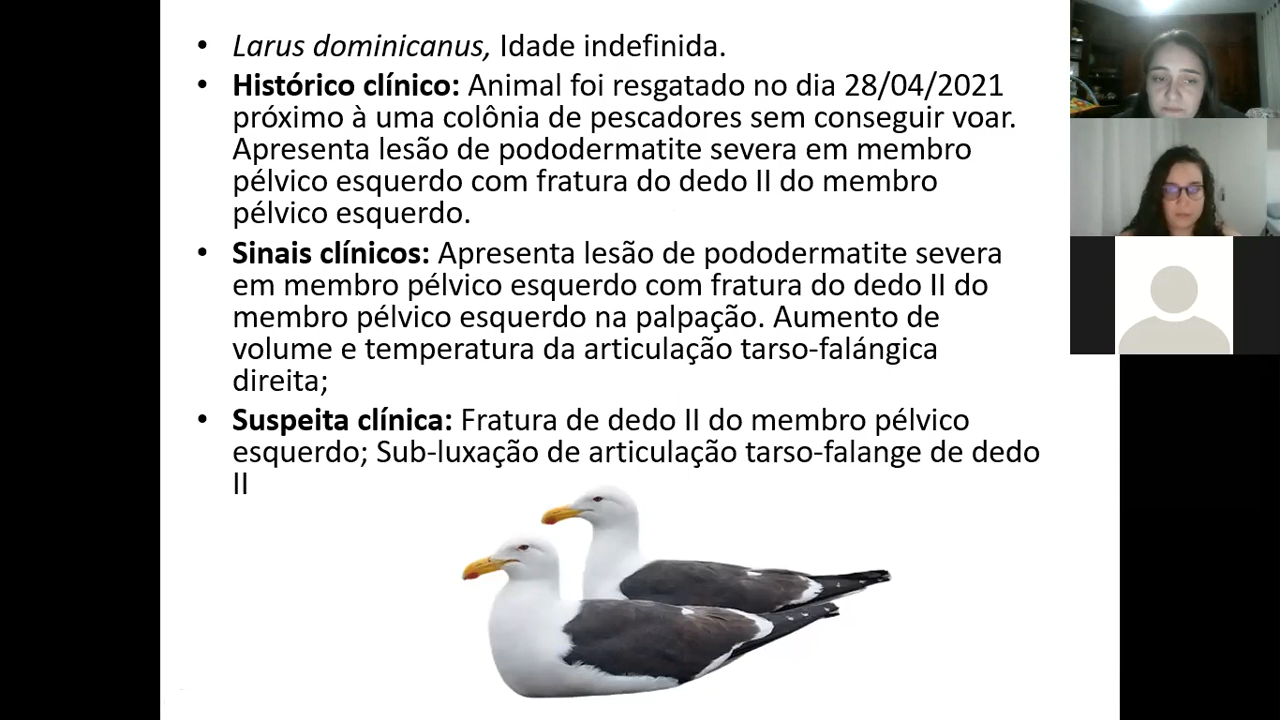 • Larus dominicanus, Idade indefinida.
• Histórico clínico: Animal foi resgatado no dia 28/04/2021
próximo à uma colônia de pescadores sem conseguir voar.
Apresenta lesão de pododermatite severa em membro
pélvico esquerdo com fratura do dedo II do membro
pélvico esquerdo.
• Sinais clínicos: Apresenta lesão de pododermatite severa
em membro pélvico esquerdo com fratura do dedo II do
membro pélvico esquerdo na palpação. Aumento de
volume e temperatura da articulação tarso-falángica
direita;
• Suspeita clínica: Fratura de dedo II do membro pélvico
esquerdo; Sub-luxação de articulação tarso-falange de dedo
II